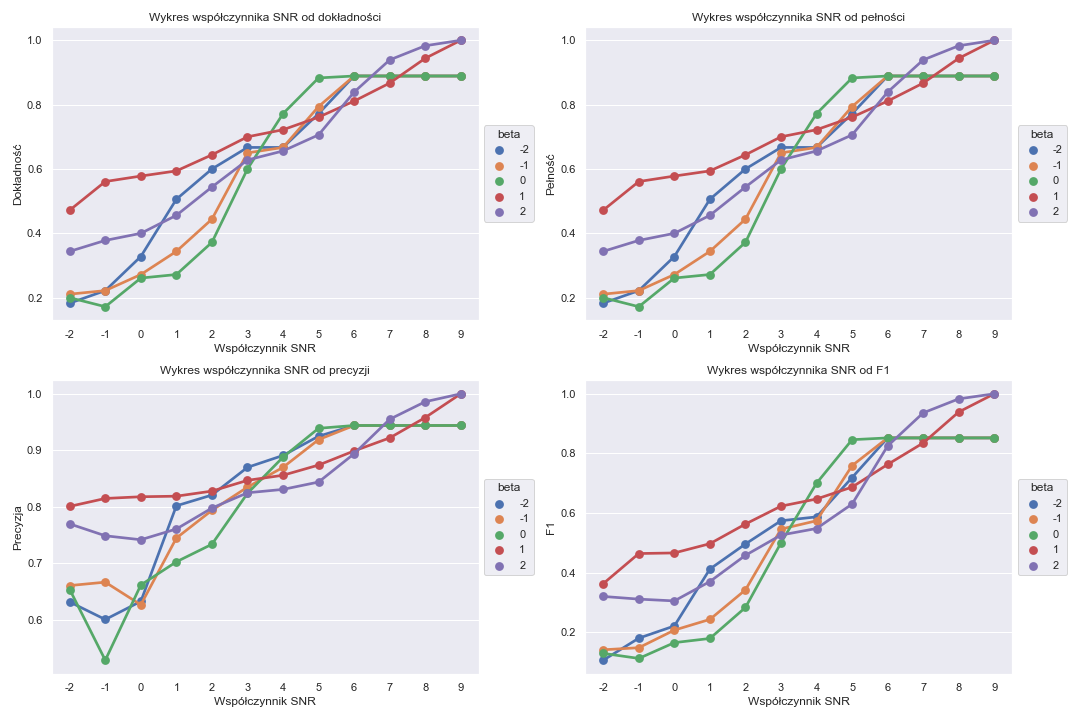 Wykres współczynnika SNR od dokładności
Dokładność
1.0
0.8
0.6
0.4
0.2
-2 -1 0 1 2 3 4 5 6 7 8 9
Współczynnik SNR
beta
-2
-1
0
1
2
Wykres współczynnika SNR od pełności
Pełność
1.0
0.8
0.6
0.4
0.2
-2 -1 0 1 2 3 4 5 6 7 8 9
Współczynnik SNR
beta
-2
-1
0
1
2
Wykres współczynnika SNR od precyzji
Precyzja
1.0
0.9
0.8
0.7
0.6
-2 -1 0 1 2 3 4 5 6 7 8 9
Współczynnik SNR
beta
-2
-1
0
1
2
Wykres współczynnika SNR od F1
F1
1.0
0.8
0.6
0.4
0.2
-2 -1 0 1 2 3 4 5 6 7 8 9
Współczynnik SNR
beta
-2
-1
0
1
2